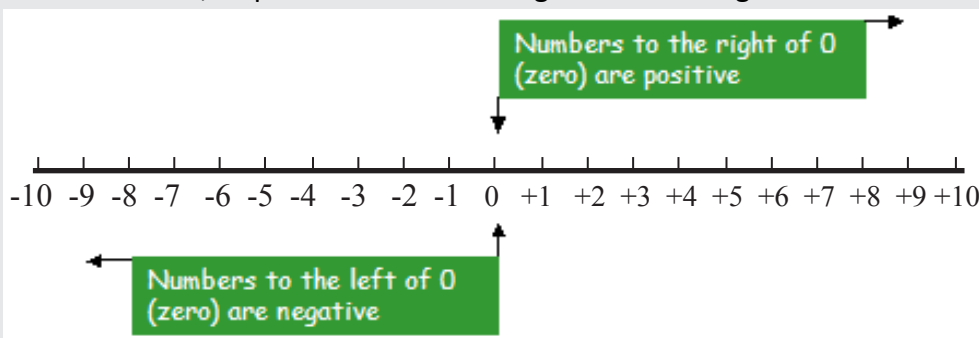 Numbers to the right of 0
(zero) are positive
-10 -9 -8 -7 -6 -5 -4 -3 -2 -1 0 +1 +2 +3 +4 +5 +6 +7 +8 +9 +10
Numbers to the left of 0
(zero) are negative